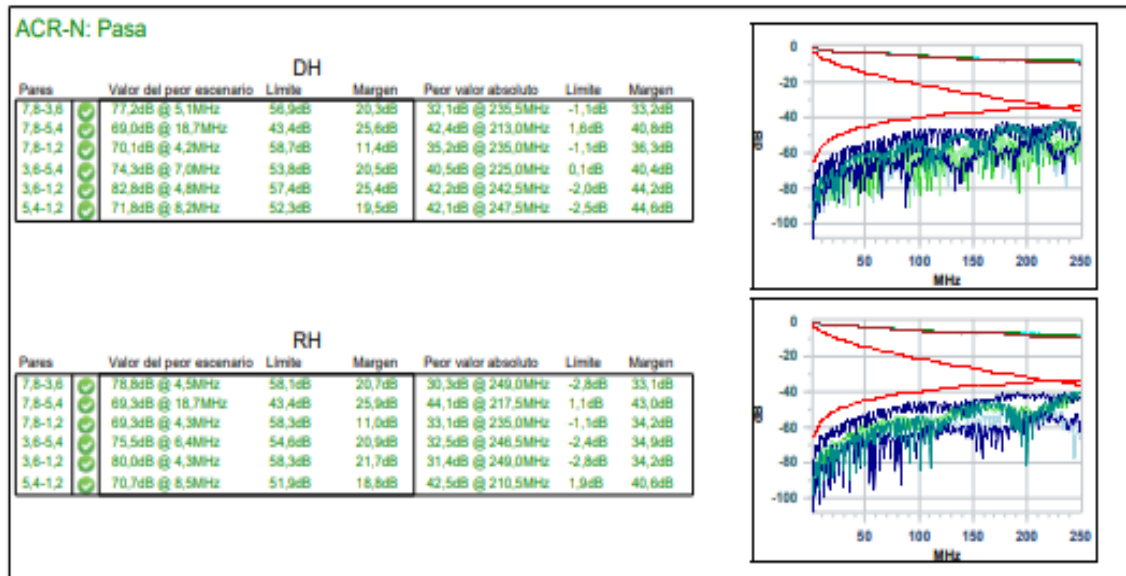 ACR-N: Pasa
DH
Pares Valor del peor escenario Límite Margen Peor valor absoluto Límite Margen
7,8-3,6 77,2dB @ 5,1MHz 56,9dB 20,3dB 32,1dB @ 235,5MHz -1,1dB 33,2dB
7,8-5,4 69,0dB @ 18,7MHz 43,4dB 25,6dB 42,4dB @ 213,0MHz 1,6dB 40,8dB
7,8-1,2 70,1dB @ 4,2MHz 58,7dB 11,4dB 35,2dB @ 235,0MHz -1,1dB 36,3dB
3,6-5,4 74,3dB @ 7,0MHz 53,8dB 20,5dB 40,5dB @ 225,0MHz 0,1dB 40,4dB
3,6-1,2 82,8dB @ 4,8MHz 57,4dB 25,4dB 42,2dB @ 242,5MHz -2,0dB 44,2dB
5,4-1,2 71,8dB @ 8,2MHz 52,3dB 19,5dB 42,1dB @ 247,5MHz -2,5dB 44,6dB
0
-20
-40
-60
-80
-100
dB
50 100 150 200 250
MHz
RH
Pares Valor del peor escenario Límite Margen Peor valor absoluto Límite Margen
7,8-3,6 78,8dB @ 4,5MHz 58,1dB 20,7dB 30,3dB @ 249,0MHz -2,8dB 33,1dB
7,8-5,4 69,3dB @ 18,7MHz 43,4dB 25,9dB 44,1dB @ 217,5MHz 1,1dB 43,0dB
7,8-1,2 69,3dB @ 4,3MHz 58,3dB 11,0dB 33,1dB @ 235,0MHz -1,1dB 34,2dB
3,6-5,4 75,5dB @ 6,4MHz 54,6dB 20,9dB 32,5dB @ 246,5MHz -2,4dB 34,9dB
3,6-1,2 80,0dB @ 4,3MHz 58,3dB 21,7dB 31,4dB @ 249,0MHz -2,8dB 34,2dB
5,4-1,2 70,7dB @ 8,5MHz 51,9dB 18,8dB 42,5dB @ 210,5MHz 1,9dB 40,6dB
0
-20
-40
-60
-80
-100
dB
50 100 150 200 250
MHz